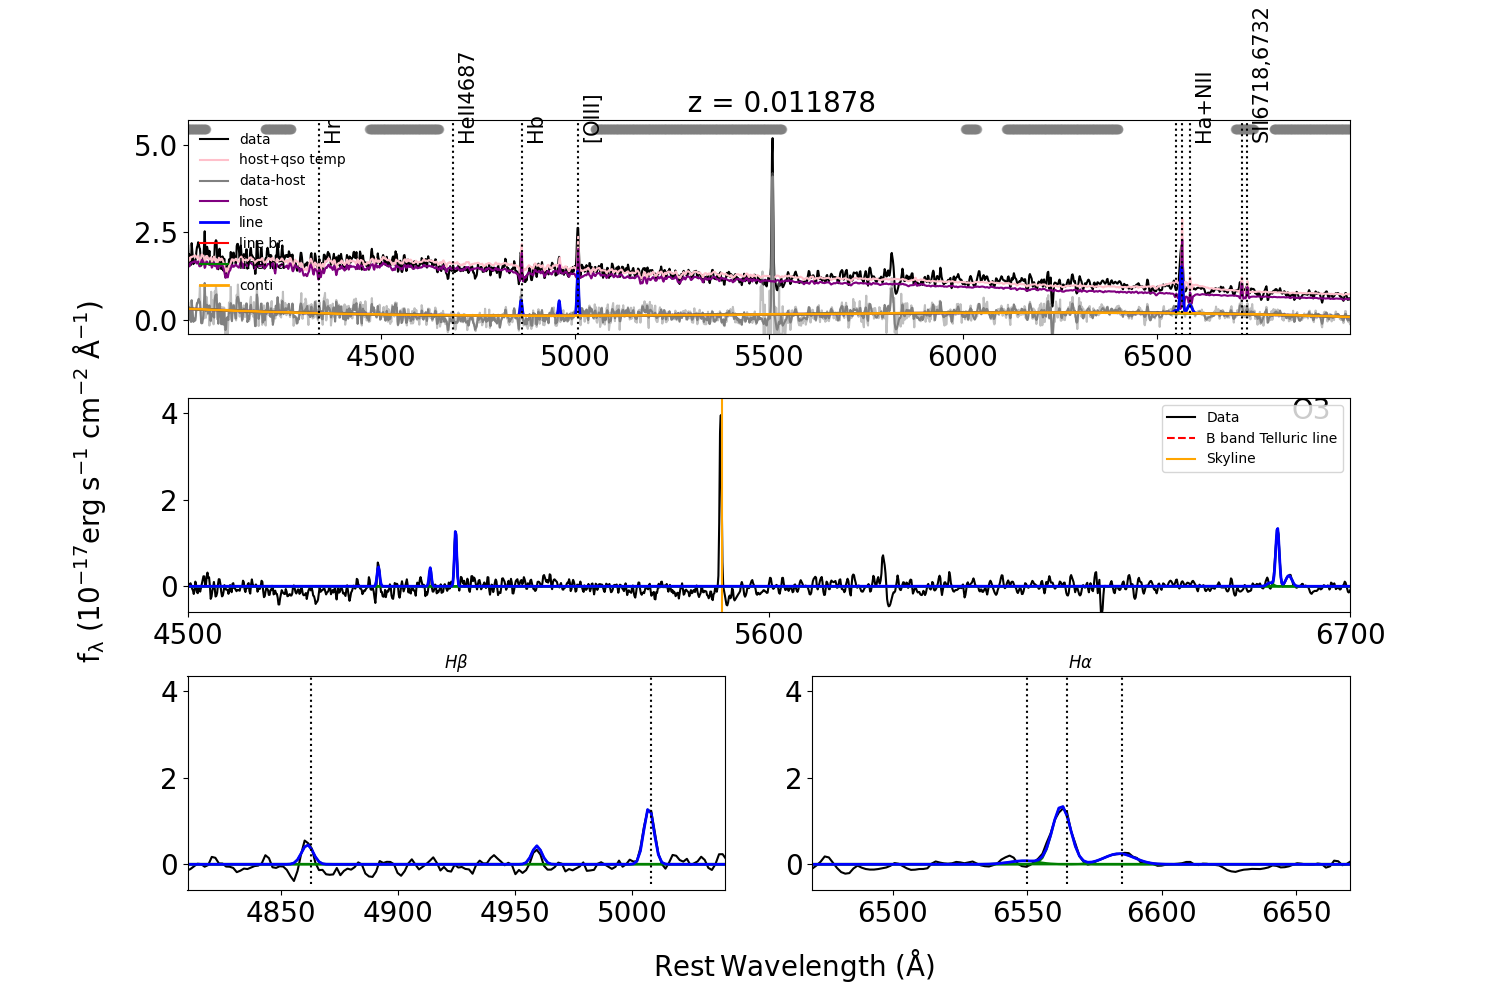 z = 0.011878
Hr
HeII4687
Hb
[OIII]
Ha+NII
SII6718,6732
data
host+qso temp
data-host
host
line
line br
conti
5.0
2.5
0.0
4500 5000 5500 6000 6500
fλ (10⁻¹⁷erg s⁻¹ cm⁻² Å⁻¹)
O3
Data
B band Telluric line
Skyline
4
2
0
4500 5600 6700
Hβ
4
2
0
4850 4900 4950 5000
Hα
4
2
0
6500 6550 6600 6650
Rest Wavelength (Å)